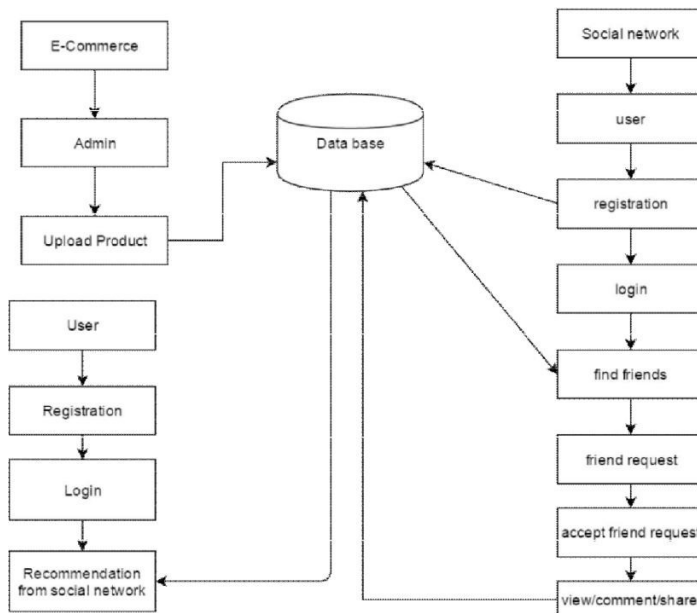 E-Commerce
Admin
Upload Product
User
Registration
Login
Recommendation
from social network
Data base
Social network
user
registration
login
find friends
friend request
accept friend request
view/comment/share